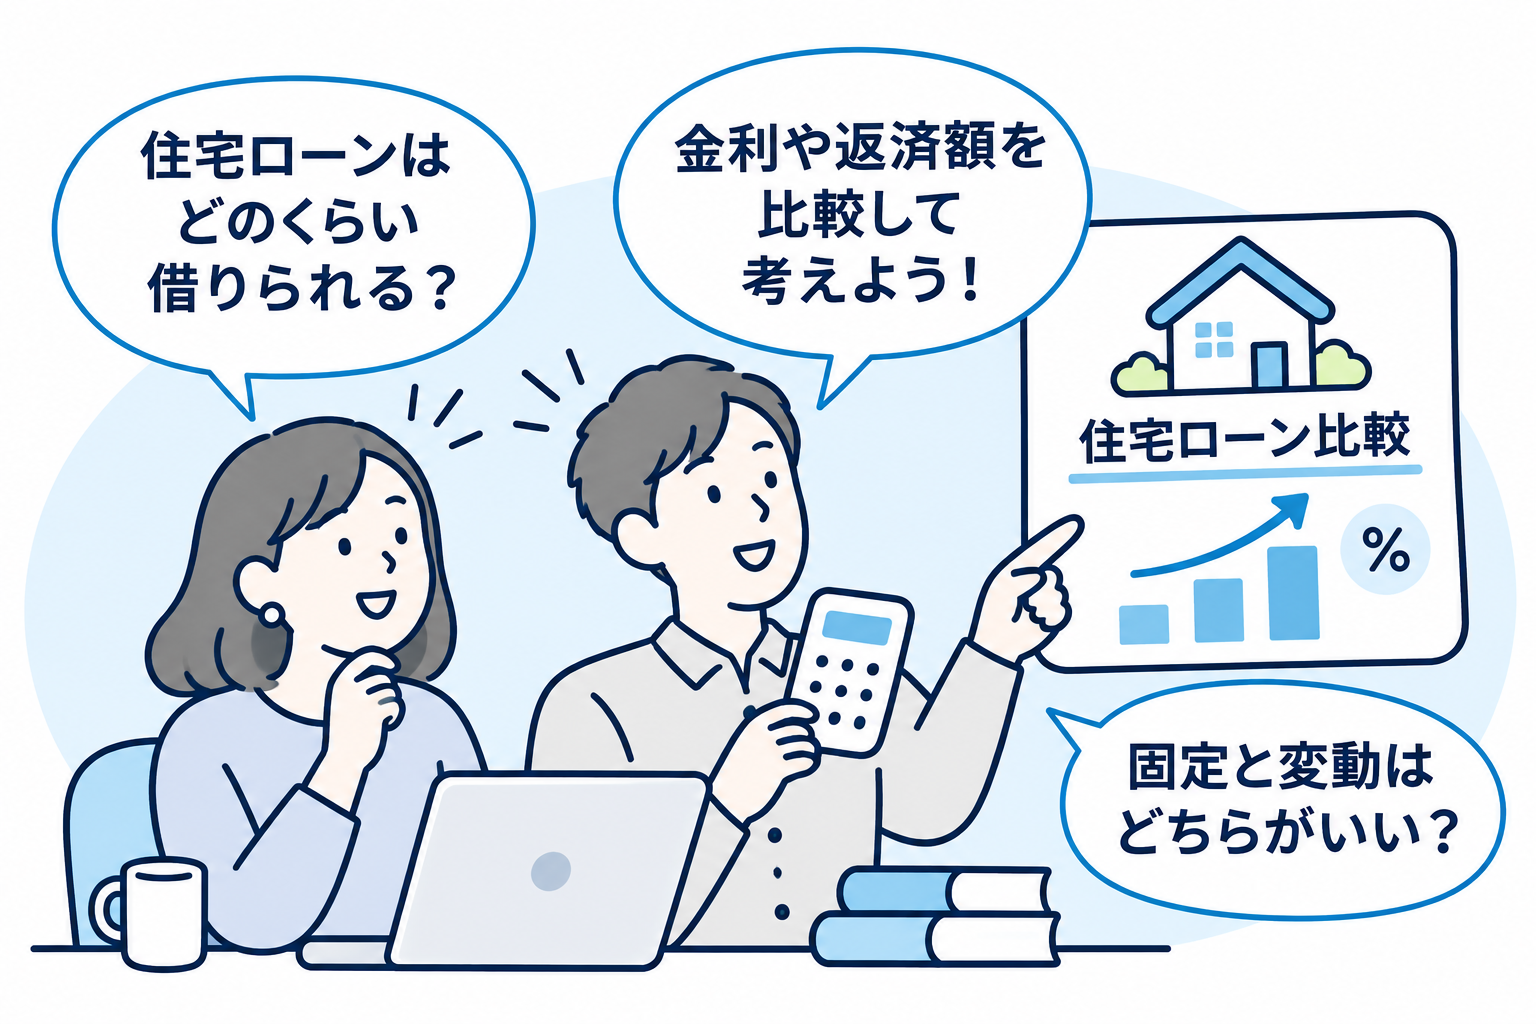 住宅ローンは
どのくらい
借りられる？
金利や返済額を
比較して
考えよう！
住宅ローン比較
%
固定と変動は
どちらがいい？